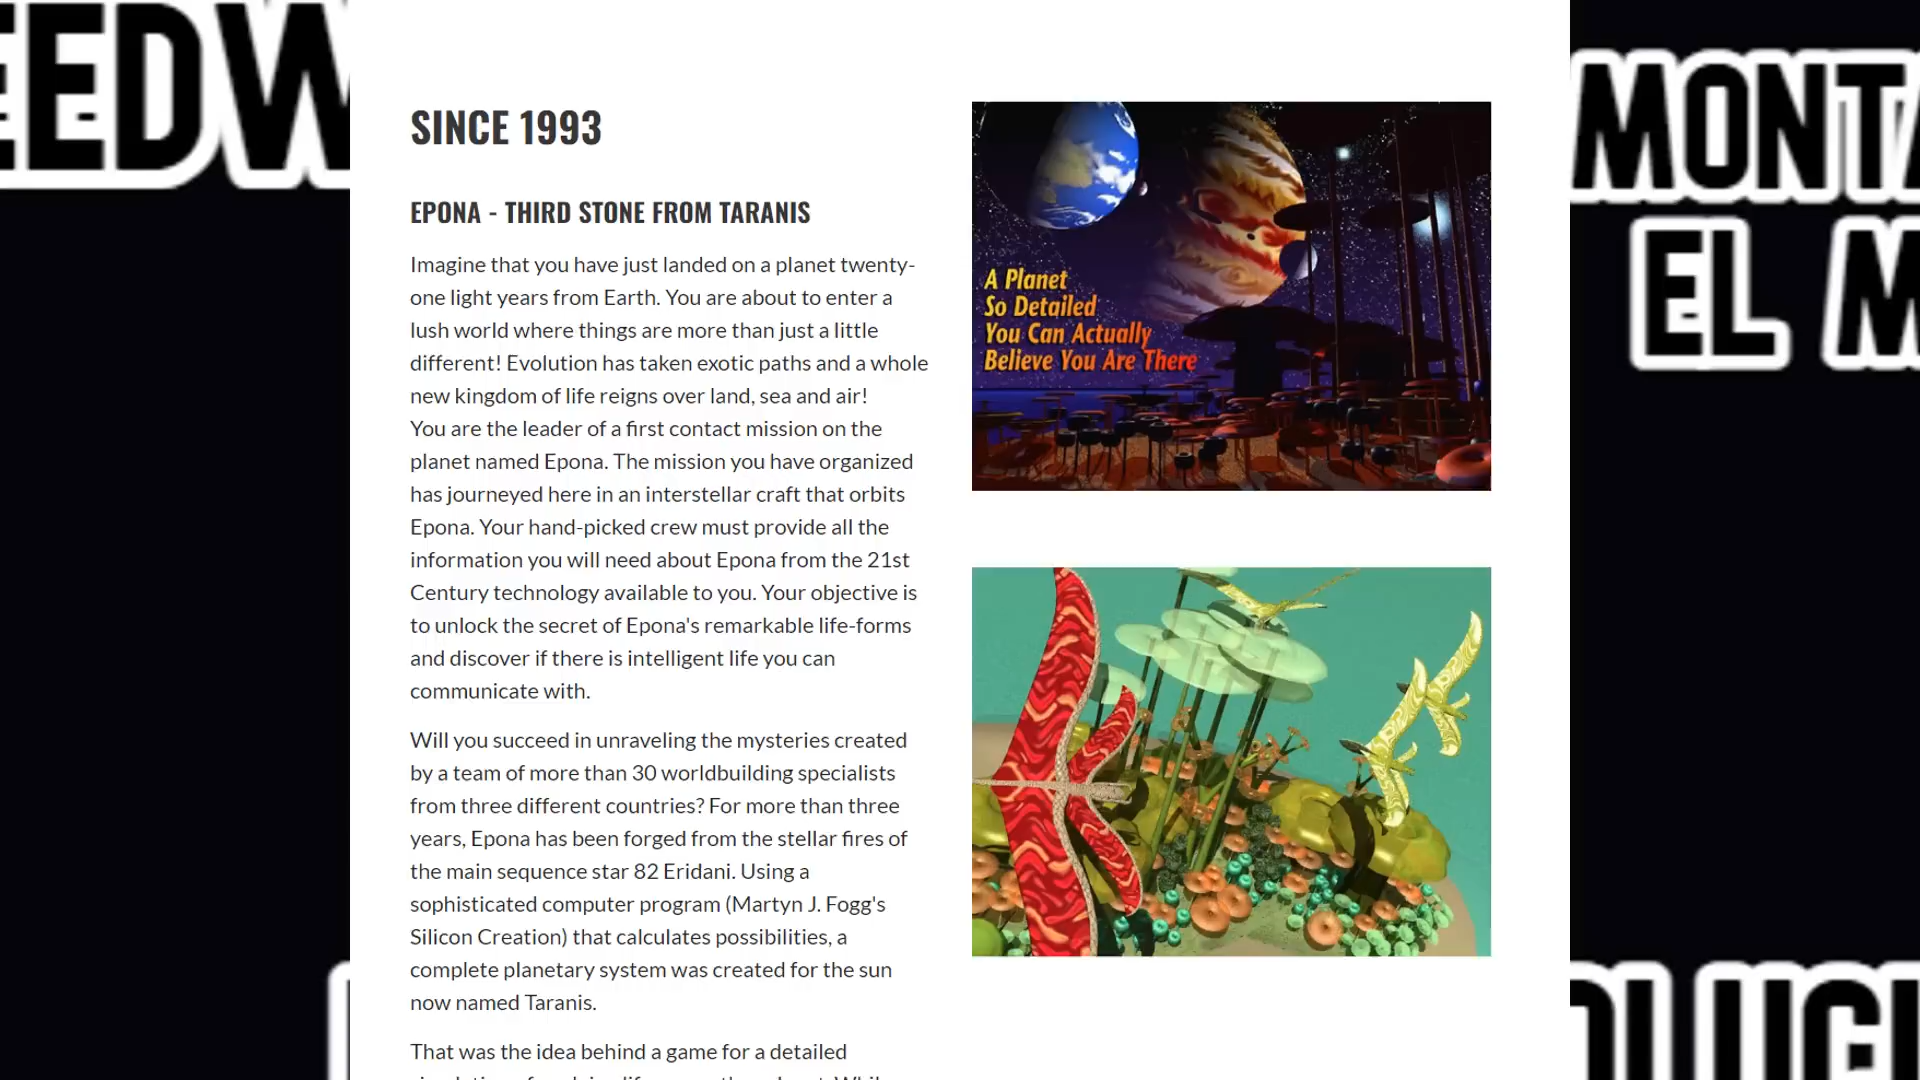 EEDW
MONTA
EL M
SINCE 1993
EPONA - THIRD STONE FROM TARANIS
Imagine that you have just landed on a planet twenty-
one light years from Earth. You are about to enter a
lush world where things are more than just a little
different! Evolution has taken exotic paths and a whole
new kingdom of life reigns over land, sea and air!
You are the leader of a first contact mission on the
planet named Epona. The mission you have organized
has journeyed here in an interstellar craft that orbits
Epona. Your hand-picked crew must provide all the
information you will need about Epona from the 21st
Century technology available to you. Your objective is
to unlock the secret of Epona's remarkable life-forms
and discover if there is intelligent life you can
communicate with.
Will you succeed in unraveling the mysteries created
by a team of more than 30 worldbuilding specialists
from three different countries? For more than three
years, Epona has been forged from the stellar fires of
the main sequence star 82 Eridani. Using a
sophisticated computer program (Martyn J. Fogg's
Silicon Creation) that calculates possibilities, a
complete planetary system was created for the sun
now named Taranis.
That was the idea behind a game for a detailed
A Planet
So Detailed
You Can Actually
Believe You Are There